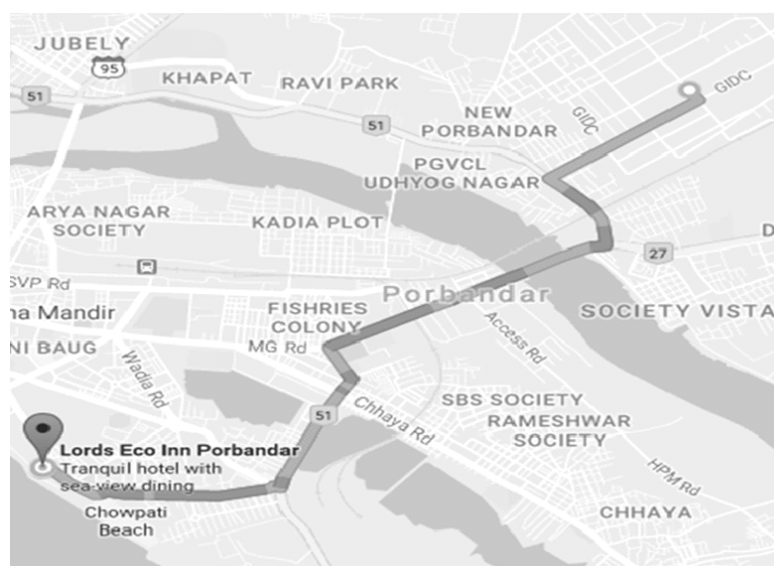 JUBELY
95
KHAPAT
RAVI PARK
51
51
NEW
PORBANDAR
GIDC
GIDC
PGVCL
UDHYOG NAGAR
ARYA NAGAR
SOCIETY
KADIA PLOT
D
27
SVP Rd
Porbandar
na Mandir
FISHRIES
COLONY
SOCIETY VISTA
NI BAUG
MG Rd
Access Rd
Wadia Rd
51
Chhaya Rd
SBS SOCIETY
RAMESHWAR
SOCIETY
Lords Eco Inn Porbandar
Tranquil hotel with
sea-view dining
HPM Rd
Chowpati
Beach
CHHAYA